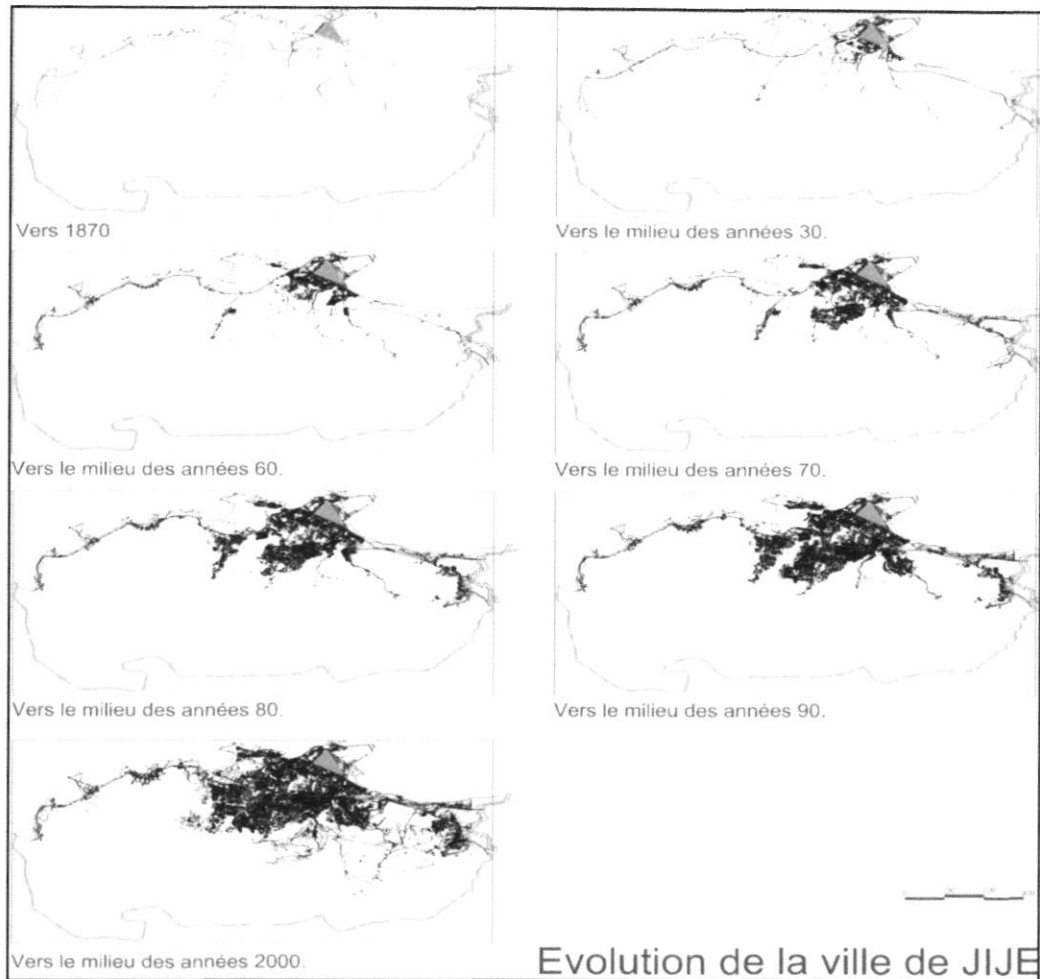 Vers 1870
Vers le milieu des années 30.
Vers le milieu des années 60.
Vers le milieu des années 70.
Vers le milieu des années 80.
Vers le milieu des années 90.
Vers le milieu des années 2000.
Evolution de la ville de JIJE